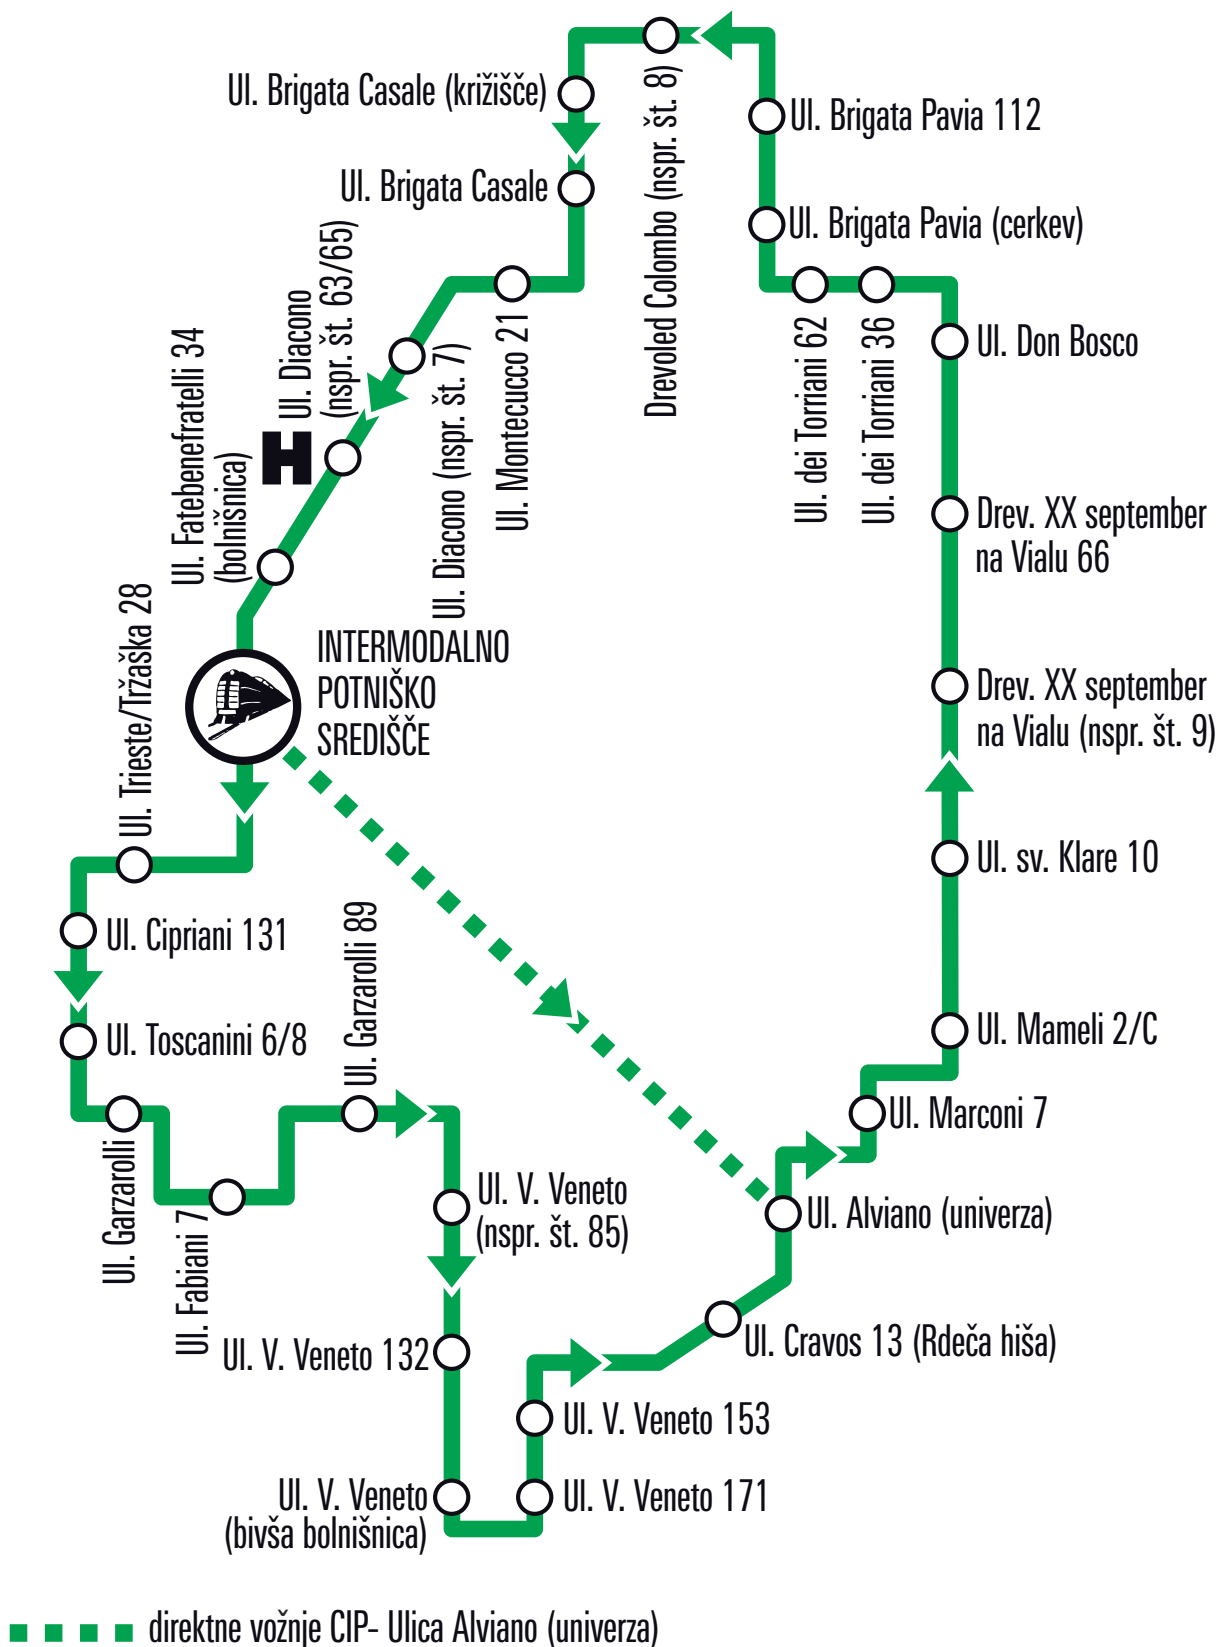 Ul. Brigata Casale (križišče)
Ul. Brigata Casale
Drevoled Colombo (nspr. št. 8)
Ul. Brigata Pavia 112
Ul. Brigata Pavia (cerkev)
Ul. dei Torriani 62
Ul. dei Torriani 36
Ul. Don Bosco
Drev. XX september
na Vialu 66
Drev. XX september
na Vialu (nspr. št. 9)
Ul. sv. Klare 10
Ul. Mameli 2/C
Ul. Marconi 7
Ul. Alviano (univerza)
Ul. Cravos 13 (Rdeča hiša)
Ul. V. Veneto 153
Ul. V. Veneto 171
Ul. V. Veneto
(bivša bolnišnica)
Ul. V. Veneto 132
Ul. V. Veneto
(nspr. št. 85)
Ul. Garzarolli 89
Ul. Fabiani 7
Ul. Garzarolli
Ul. Toscanini 6/8
Ul. Cipriani 131
Ul. Trieste/Tržaška 28
INTERMODALNO
POTNIŠKO
SREDIŠČE
Ul. Fatebenefratelli 34
(bolnišnica)
H
Ul. Diacono
(nspr. št. 63/65)
Ul. Diacono (nspr. št. 7)
Ul. Montecucco 21
direktne vožnje CIP- Ulica Alviano (univerza)